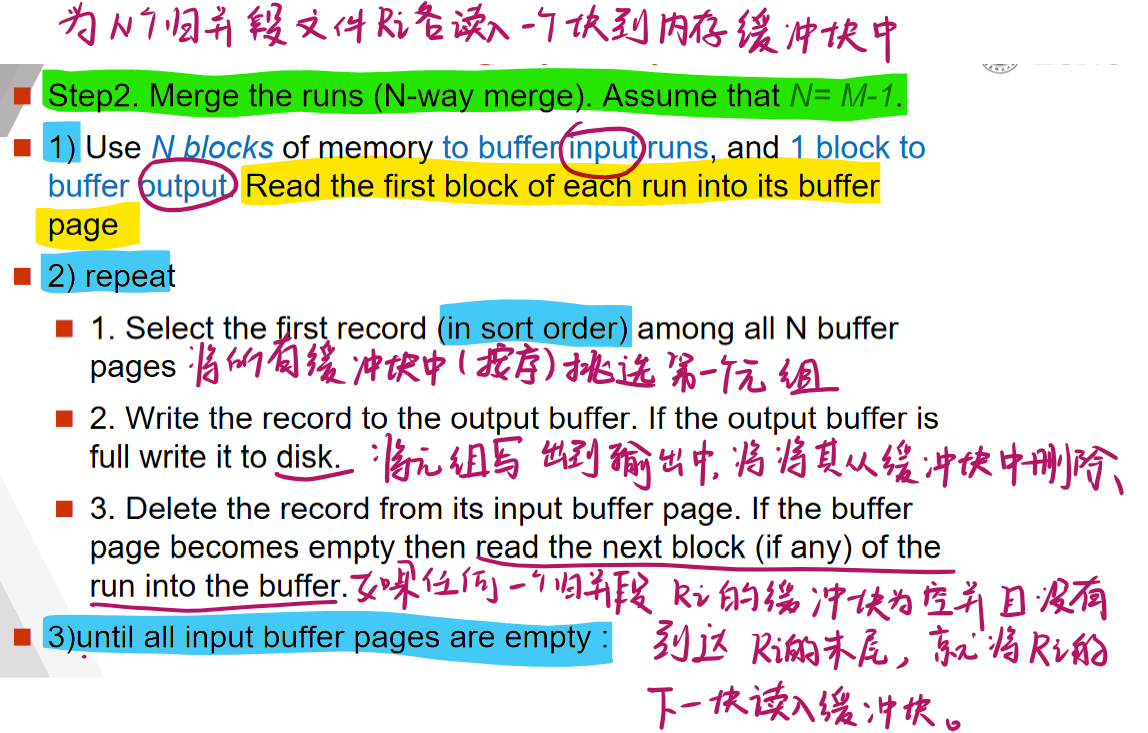 为N个归并段文件Ri各读入一个块到内存缓冲块中
Step2. Merge the runs (N-way merge). Assume that N= M-1.
1) Use N blocks of memory to buffer input runs, and 1 block to
buffer output. Read the first block of each run into its buffer
page
2) repeat
1. Select the first record (in sort order) among all N buffer
pages 将所有缓冲块中(按序)挑选第一个元组
2. Write the record to the output buffer. If the output buffer is
full write it to disk. 将元组写出到输出中,将将其从缓冲块中删除、
3. Delete the record from its input buffer page. If the buffer
page becomes empty then read the next block (if any) of the
run into the buffer. 如果任何一个归并段 Ri的缓冲块为空并且没有
3)until all input buffer pages are empty : 到达Ri的末尾,就将Ri的
下一块读入缓冲块。